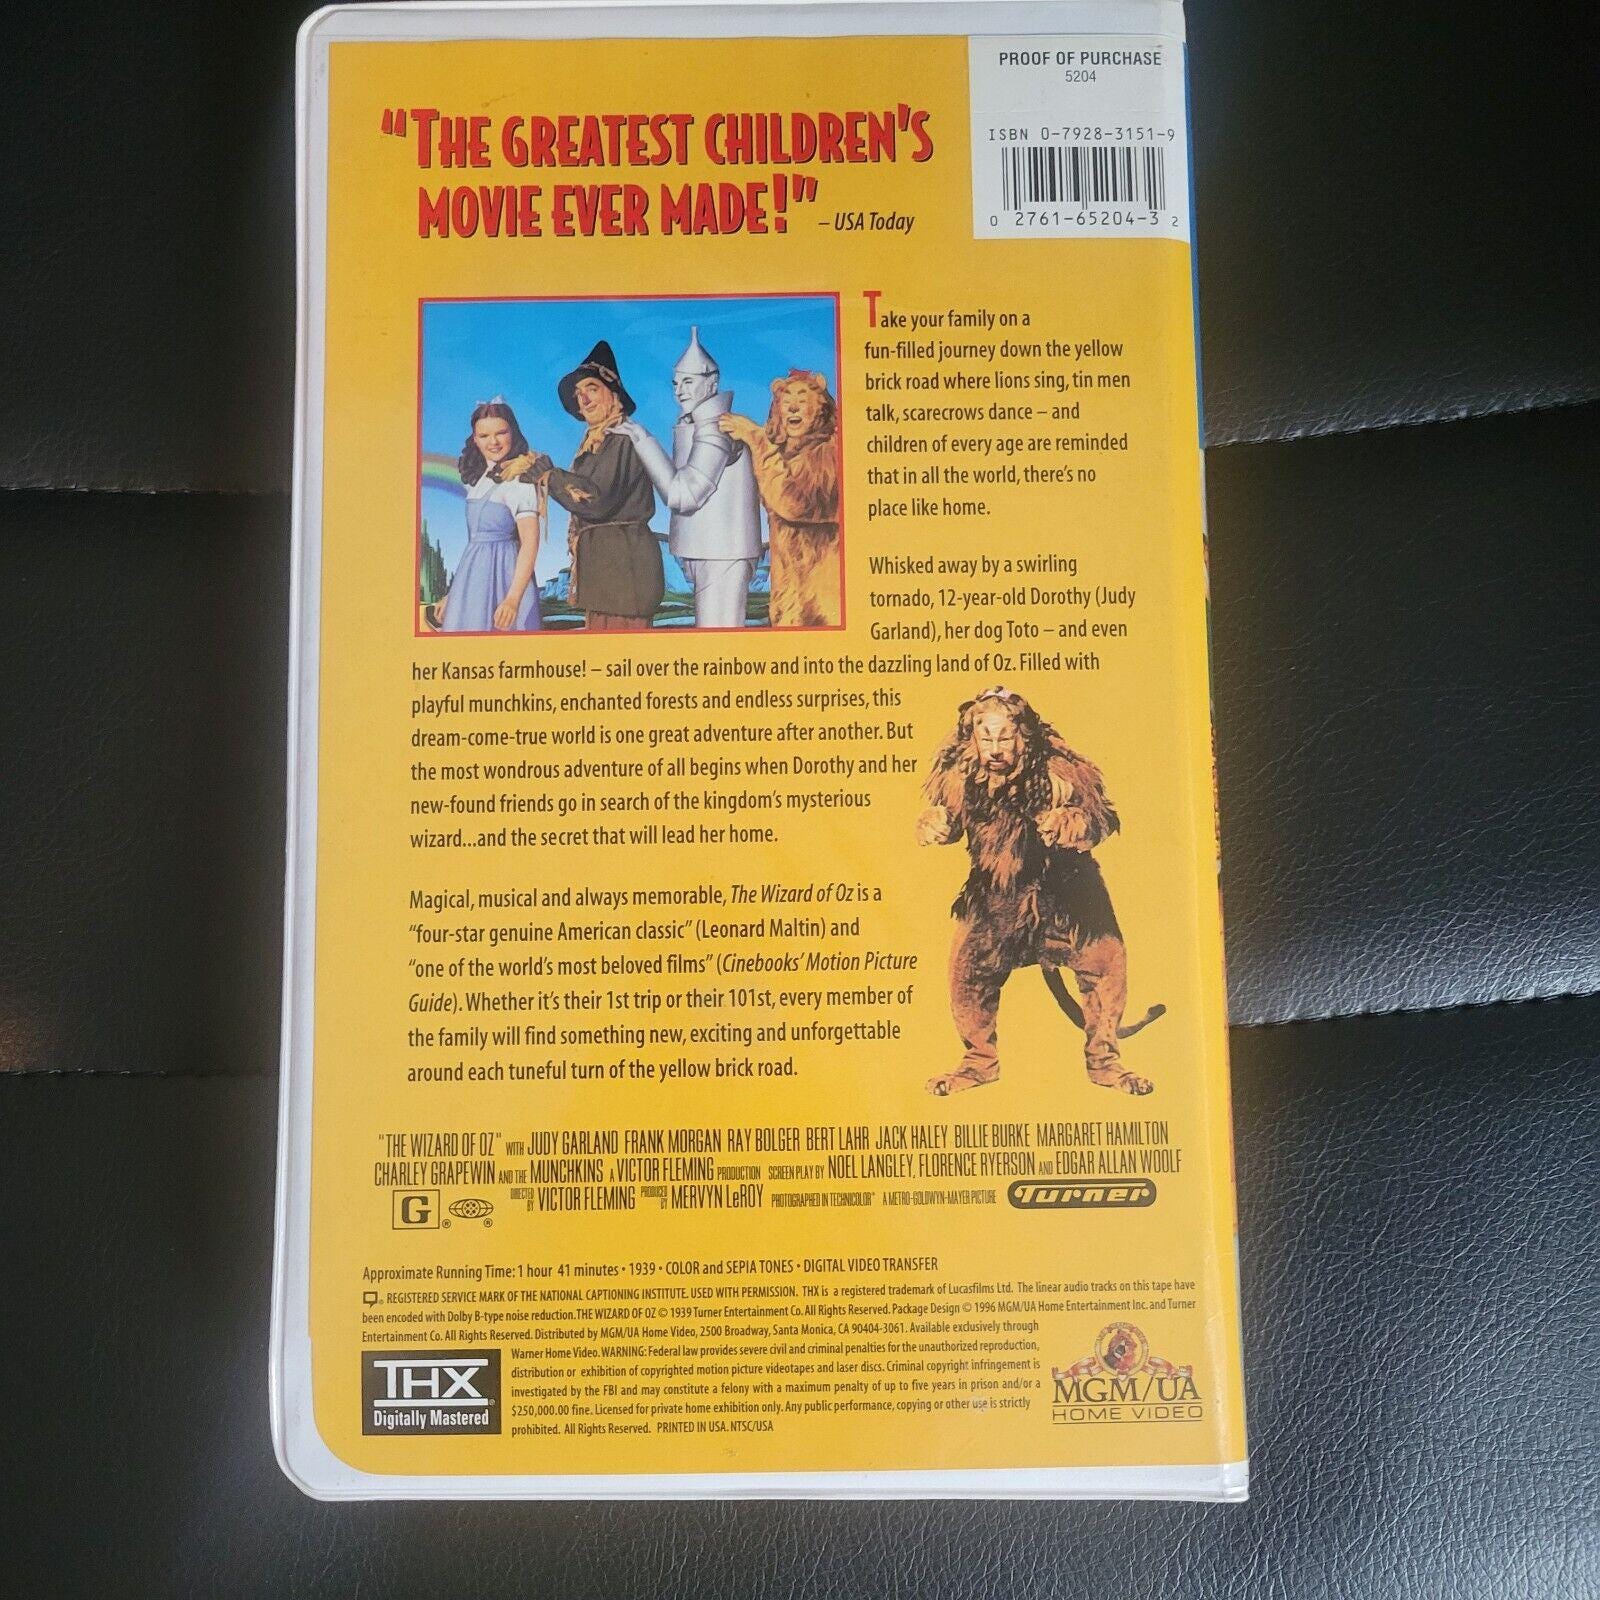 PROOF OF PURCHASE
5204
ISBN 0-7928-3151-9
0 2761-65204-3 2
"THE GREATEST CHILDREN'S
MOVIE EVER MADE!" – USA Today
Take your family on a
fun-filled journey down the yellow
brick road where lions sing, tin men
talk, scarecrows dance – and
children of every age are reminded
that in all the world, there's no
place like home.
Whisked away by a swirling
tornado, 12-year-old Dorothy (Judy
Garland), her dog Toto – and even
her Kansas farmhouse! – sail over the rainbow and into the dazzling land of Oz. Filled with
playful munchkins, enchanted forests and endless surprises, this
dream-come-true world is one great adventure after another. But
the most wondrous adventure of all begins when Dorothy and her
new-found friends go in search of the kingdom's mysterious
wizard...and the secret that will lead her home.
Magical, musical and always memorable, The Wizard of Oz is a
"four-star genuine American classic" (Leonard Maltin) and
"one of the world's most beloved films" (Cinebooks' Motion Picture
Guide). Whether it's their 1st trip or their 101st, every member of
the family will find something new, exciting and unforgettable
around each tuneful turn of the yellow brick road.
"THE WIZARD OF OZ" WITH JUDY GARLAND FRANK MORGAN RAY BOLGER BERT LAHR JACK HALEY BILLIE BURKE MARGARET HAMILTON
CHARLEY GRAPEWIN AND THE MUNCHKINS A VICTOR FLEMING PRODUCTION SCREEN PLAY BY NOEL LANGLEY, FLORENCE RYERSON AND EDGAR ALLAN WOOLF
G ® ® DIRECTED BY VICTOR FLEMING PRODUCED BY MERVYN LeROY PHOTOGRAPHED IN TECHNICOLOR® A METRO-GOLDWYN-MAYER PICTURE Turner
Approximate Running Time: 1 hour 41 minutes • 1939 • COLOR and SEPIA TONES • DIGITAL VIDEO TRANSFER
® REGISTERED SERVICE MARK OF THE NATIONAL CAPTIONING INSTITUTE. USED WITH PERMISSION. THX is a registered trademark of Lucasfilms Ltd. The linear audio tracks on this tape have
been encoded with Dolby B-type noise reduction. THE WIZARD OF OZ © 1939 Turner Entertainment Co. All Rights Reserved. Package Design © 1996 MGM/UA Home Entertainment Inc. and Turner
Entertainment Co. All Rights Reserved. Distributed by MGM/UA Home Video, 2500 Broadway, Santa Monica, CA 90404-3061. Available exclusively through
Warner Home Video. WARNING: Federal law provides severe civil and criminal penalties for the unauthorized reproduction,
distribution or exhibition of copyrighted motion picture videotapes and laser discs. Criminal copyright infringement is
investigated by the FBI and may constitute a felony with a maximum penalty of up to five years in prison and/or a
$250,000.00 fine. Licensed for private home exhibition only. Any public performance, copying or other use is strictly
prohibited. All Rights Reserved. PRINTED IN USA. NTSC/USA
THX
Digitally Mastered
MGM/UA
HOME VIDEO